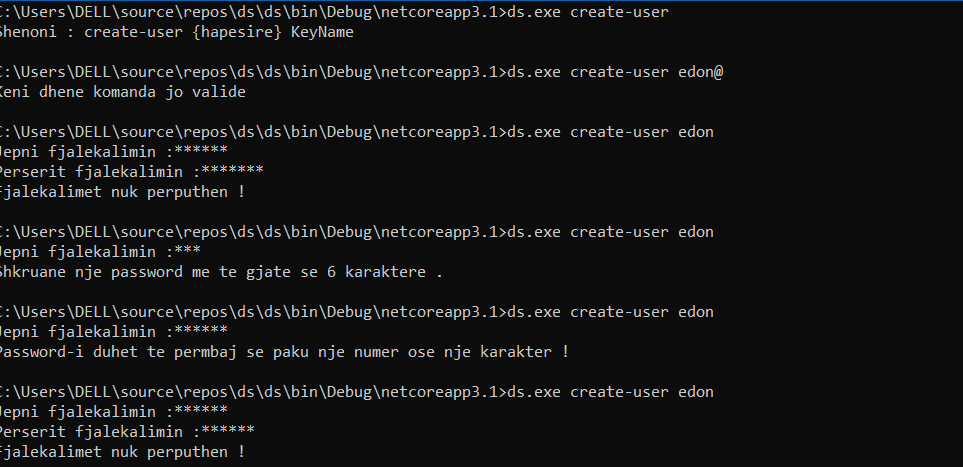 C:\Users\DELL\source\repos\ds\ds\bin\Debug\netcoreapp3.1>ds.exe create-user
Shenoni : create-user {hapesire} KeyName
C:\Users\DELL\source\repos\ds\ds\bin\Debug\netcoreapp3.1>ds.exe create-user edon@
Keni dhene komanda jo valide
C:\Users\DELL\source\repos\ds\ds\bin\Debug\netcoreapp3.1>ds.exe create-user edon
Jepni fjalekalimin :******
Perserit fjalekalimin :*******
Fjalekalimet nuk perputhen !
C:\Users\DELL\source\repos\ds\ds\bin\Debug\netcoreapp3.1>ds.exe create-user edon
Jepni fjalekalimin :***
Shkruane nje password me te gjate se 6 karaktere .
C:\Users\DELL\source\repos\ds\ds\bin\Debug\netcoreapp3.1>ds.exe create-user edon
Jepni fjalekalimin :******
Password-i duhet te permbaj se paku nje numer ose nje karakter !
C:\Users\DELL\source\repos\ds\ds\bin\Debug\netcoreapp3.1>ds.exe create-user edon
Jepni fjalekalimin :******
Perserit fjalekalimin :******
Fjalekalimet nuk perputhen !